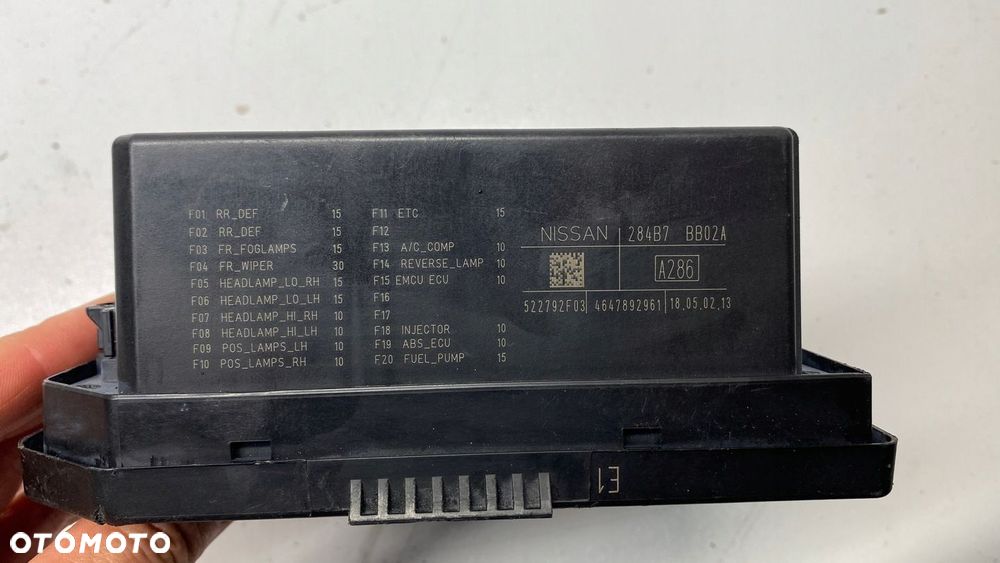 F01 RR_DEF 15
F02 RR_DEF 15
F03 FR_FOGLAMPS 15
F04 FR_WIPER 30
F05 HEADLAMP_LO_RH 15
F06 HEADLAMP_LO_LH 15
F07 HEADLAMP_HI_RH 10
F08 HEADLAMP_HI_LH 10
F09 POS_LAMPS_LH 10
F10 POS_LAMPS_RH 10
F11 ETC 15
F12
F13 A/C_COMP 10
F14 REVERSE_LAMP 10
F15 EMCU ECU 10
F16
F17
F18 INJECTOR 10
F19 ABS_ECU 10
F20 FUEL_PUMP 15
NISSAN 284B7 BB02A
A286
522792F03 4647892961 18.05.02.13
E1
OTOMOTO